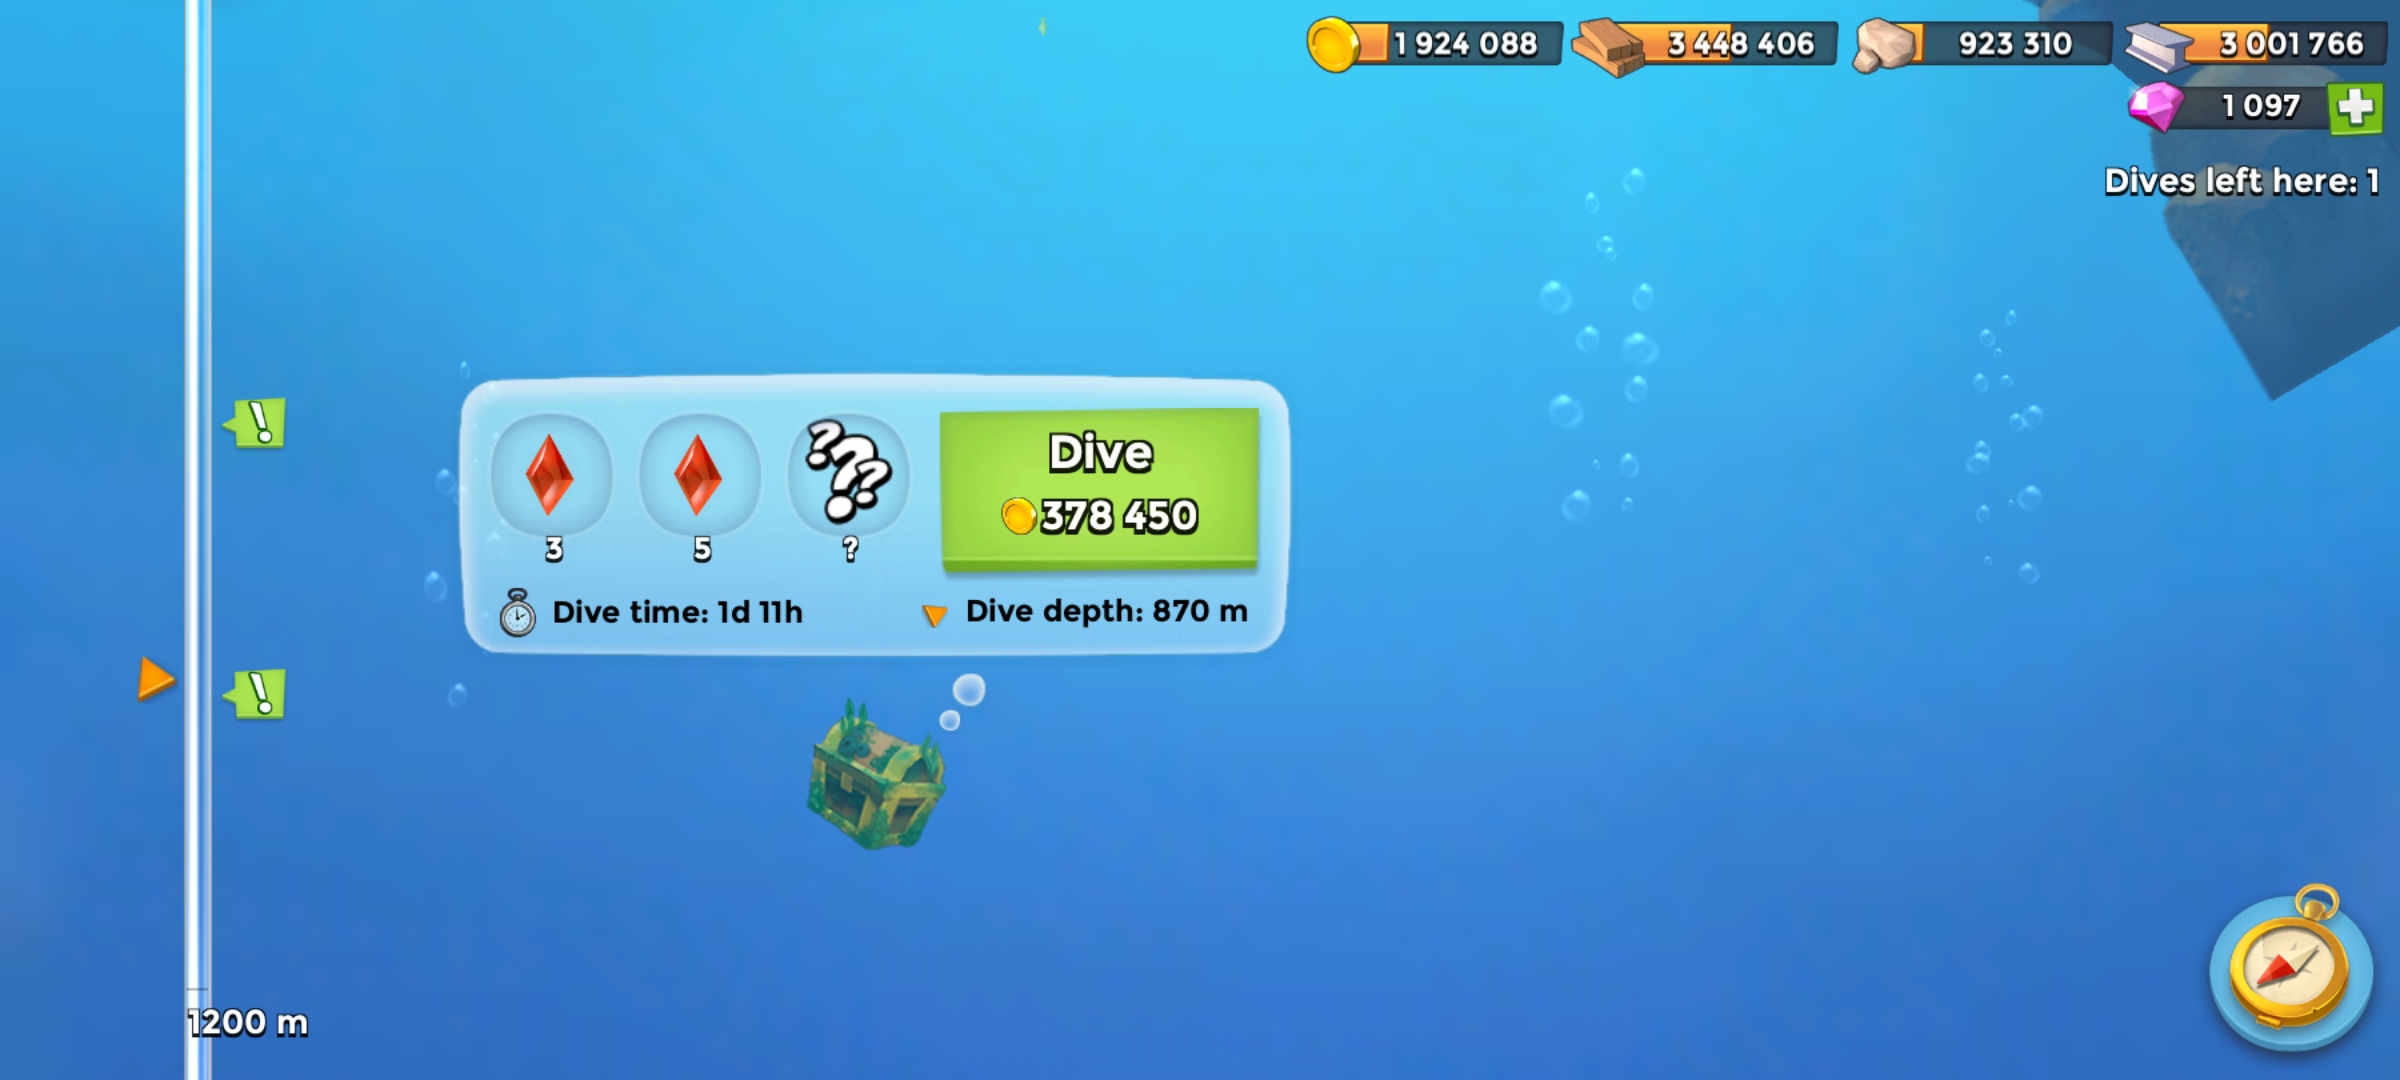 1 924 088
3 448 406
923 310
3 001 766
1 097
Dives left here: 1
!
???
Dive
378 450
3
5
?
Dive time: 1d 11h
Dive depth: 870 m
!
1200 m